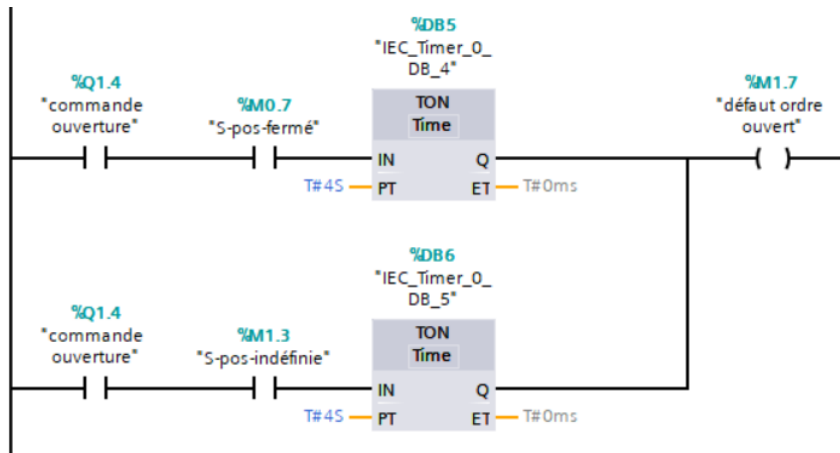 %DB5
"IEC_Timer_0_
DB_4"
%Q1.4
"commande
ouverture"
%M0.7
"S-pos-fermé"
TON
Time
%M1.7
"défaut ordre
ouvert"
IN
Q
T#4S
PT
ET
T#0ms
%DB6
"IEC_Timer_0_
DB_5"
%Q1.4
"commande
ouverture"
%M1.3
"S-pos-indéfinie"
TON
Time
IN
Q
T#4S
PT
ET
T#0ms